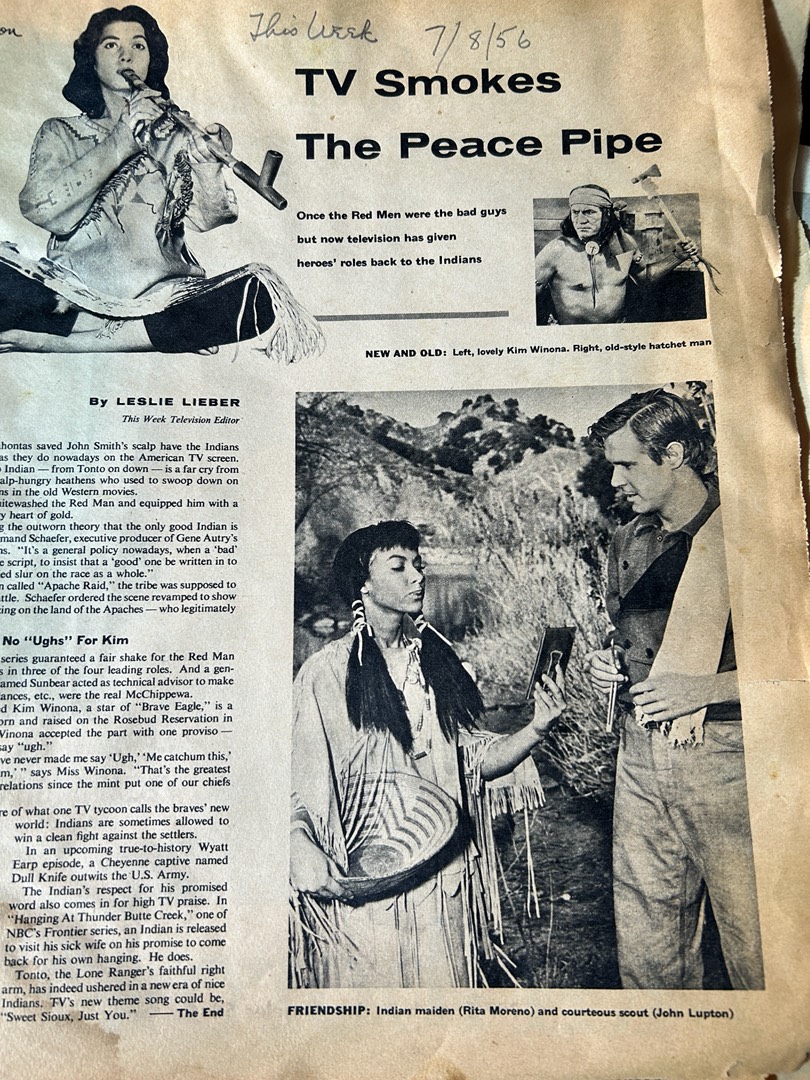 on
This Week 7/8/56
TV Smokes
The Peace Pipe
Once the Red Men were the bad guys
but now television has given
heroes' roles back to the Indians
NEW AND OLD: Left, lovely Kim Winona. Right, old-style hatchet man
By LESLIE LIEBER
This Week Television Editor
hontas saved John Smith's scalp have the Indians
as they do nowadays on the American TV screen.
Indian — from Tonto on down — is a far cry from
alp-hungry heathens who used to swoop down on
ns in the old Western movies.
itewashed the Red Man and equipped him with a
y heart of gold.
g the outworn theory that the only good Indian is
mand Schaefer, executive producer of Gene Autry's
ns. "It's a general policy nowadays, when a 'bad'
e script, to insist that a 'good' one be written in to
ed slur on the race as a whole."
n called "Apache Raid," the tribe was supposed to
ttle. Schaefer ordered the scene revamped to show
ing on the land of the Apaches — who legitimately
No "Ughs" For Kim
series guaranteed a fair shake for the Red Man
s in three of the four leading roles. And a gen-
amed Sunbear acted as technical advisor to make
ances, etc., were the real McChippewa.
d Kim Winona, a star of "Brave Eagle," is a
orn and raised on the Rosebud Reservation in
Winona accepted the part with one proviso —
say "ugh."
ve never made me say 'Ugh,' 'Me catchum this,'
m,' " says Miss Winona. "That's the greatest
relations since the mint put one of our chiefs
re of what one TV tycoon calls the braves' new
world: Indians are sometimes allowed to
win a clean fight against the settlers.
In an upcoming true-to-history Wyatt
Earp episode, a Cheyenne captive named
Dull Knife outwits the U.S. Army.
The Indian's respect for his promised
word also comes in for high TV praise. In
"Hanging At Thunder Butte Creek," one of
NBC's Frontier series, an Indian is released
to visit his sick wife on his promise to come
back for his own hanging. He does.
Tonto, the Lone Ranger's faithful right
arm, has indeed ushered in a new era of nice
Indians. TV's new theme song could be,
"Sweet Sioux, Just You." — The End
FRIENDSHIP: Indian maiden (Rita Moreno) and courteous scout (John Lupton)